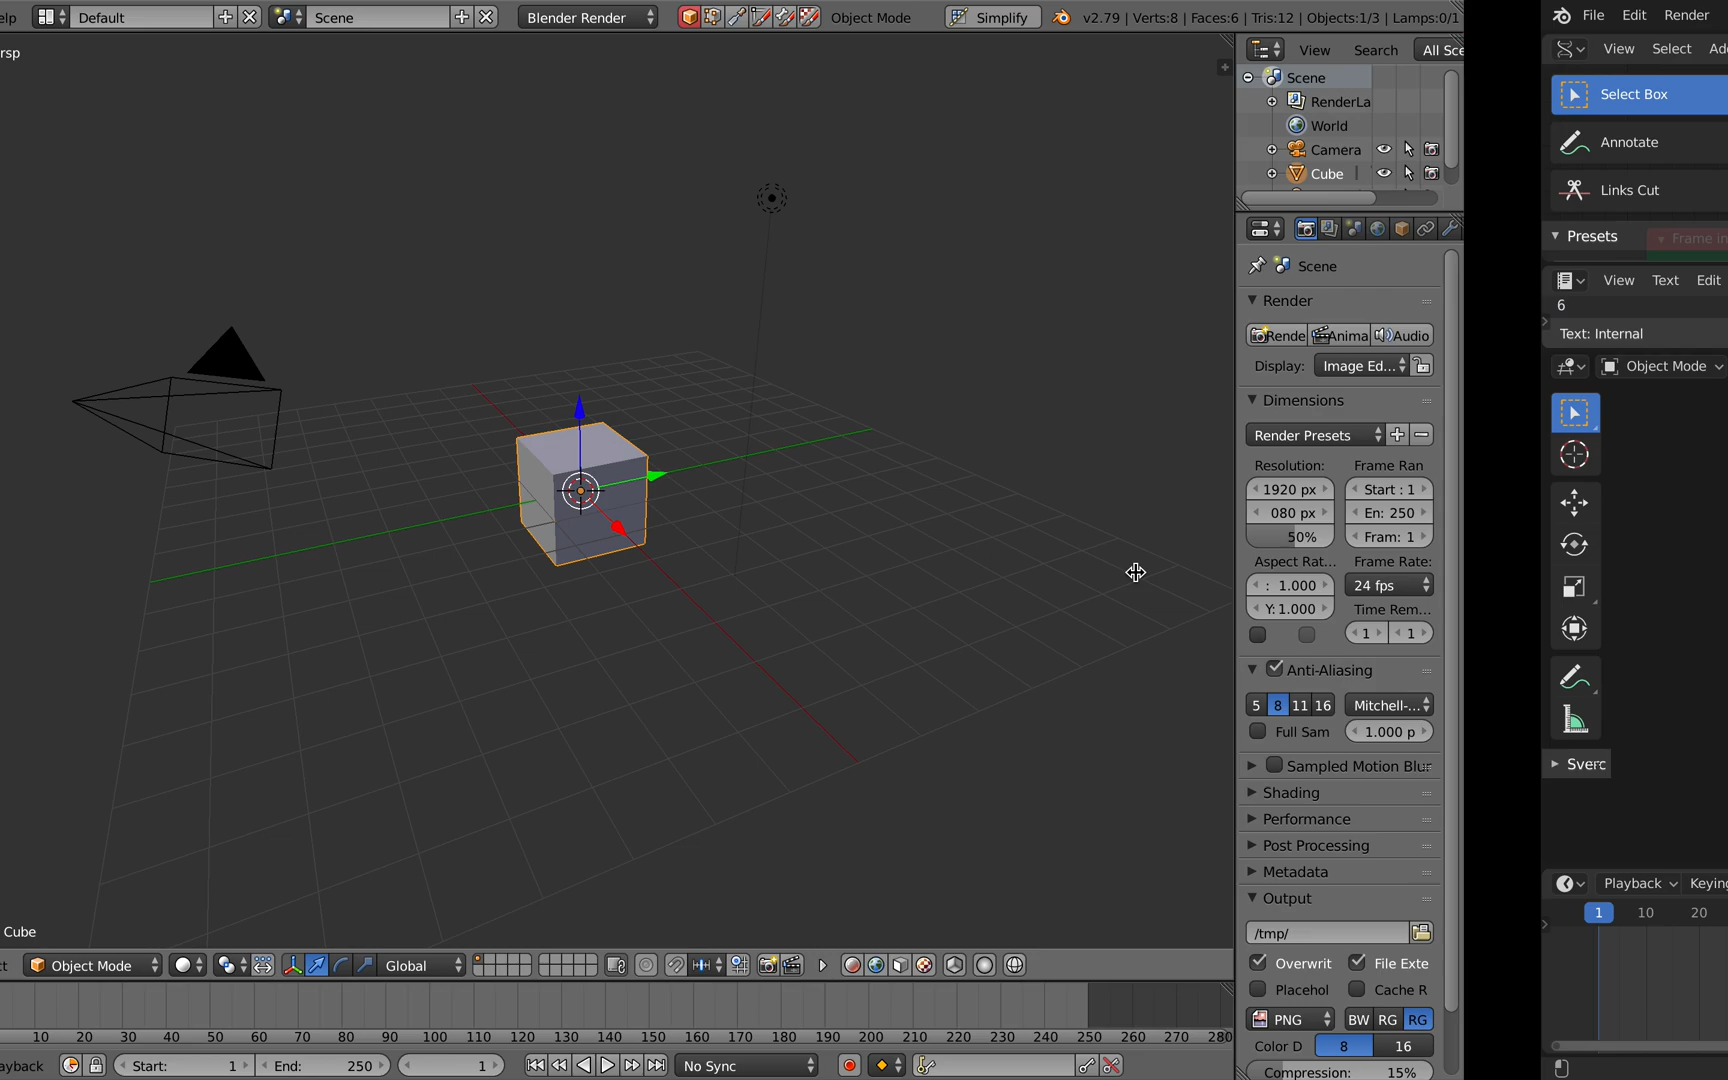 elp Default Scene Blender Render Object Mode Simplify v2.79 | Verts:8 | Faces:6 | Tris:12 | Objects:1/3 | Lamps:0/1
rsp
View Search All Sce
Scene
RenderLa
World
Camera
Cube
Scene
Render
Rende Anima Audio
Display: Image Ed...
Dimensions
Render Presets
Resolution: Frame Ran
1920 px Start : 1
080 px En: 250
50% Fram: 1
Aspect Rat... Frame Rate:
: 1.000 24 fps
Y: 1.000 Time Rem...
1 1
Anti-Aliasing
5 8 11 16 Mitchell-...
Full Sam 1.000 p
Sampled Motion Blur
Shading
Performance
Post Processing
Metadata
Output
/tmp/
Overwrit File Exte
Placehol Cache R
PNG BW RG RG
Color D 8 16
Compression: 15%
Cube
ct Object Mode Global
10 20 30 40 50 60 70 80 90 100 110 120 130 140 150 160 170 180 190 200 210 220 230 240 250 260 270 280
ayback Start: 1 End: 250 1 No Sync
File Edit Render
View Select Add
Select Box
Annotate
Links Cut
Presets Frame in
View Text Edit
6
Text: Internal
Object Mode
Sverc
Playback Keying
1 10 20